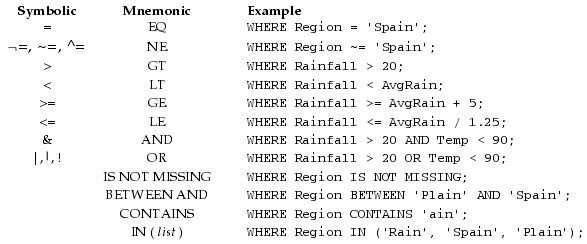 Symbolic Mnemonic Example
= EQ WHERE Region = 'Spain';
¬=, ~=, ^= NE WHERE Region ~= 'Spain';
> GT WHERE Rainfall > 20;
< LT WHERE Rainfall < AvgRain;
>= GE WHERE Rainfall >= AvgRain + 5;
<= LE WHERE Rainfall <= AvgRain / 1.25;
& AND WHERE Rainfall > 20 AND Temp < 90;
|,¦,! OR WHERE Rainfall > 20 OR Temp < 90;
IS NOT MISSING WHERE Region IS NOT MISSING;
BETWEEN AND WHERE Region BETWEEN 'Plain' AND 'Spain';
CONTAINS WHERE Region CONTAINS 'ain';
IN (list) WHERE Region IN ('Rain', 'Spain', 'Plain');